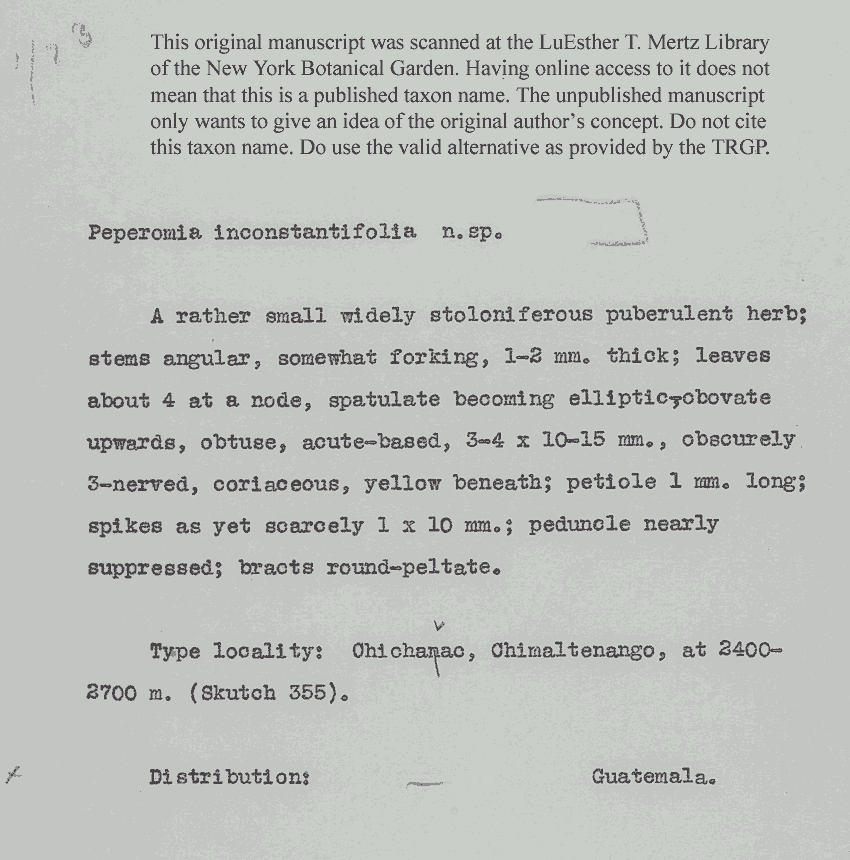 This original manuscript was scanned at the LuEsther T. Mertz Library
of the New York Botanical Garden. Having online access to it does not
mean that this is a published taxon name. The unpublished manuscript
only wants to give an idea of the original author's concept. Do not cite
this taxon name. Do use the valid alternative as provided by the TRGP.
Peperomia inconstantifolia n.sp.
A rather small widely stoloniferous puberulent herb;
stems angular, somewhat forking, 1-2 mm. thick; leaves
about 4 at a node, spatulate becoming elliptic-obovate
upwards, obtuse, acute-based, 3-4 x 10-15 mm., obscurely
3-nerved, coriaceous, yellow beneath; petiole 1 mm. long;
spikes as yet scarcely 1 x 10 mm.; peduncle nearly
suppressed; bracts round-peltate.
Type locality: Chichanac, Chimaltenango, at 2400-
2700 m. (Skutch 355).
Distribution: — Guatemala.